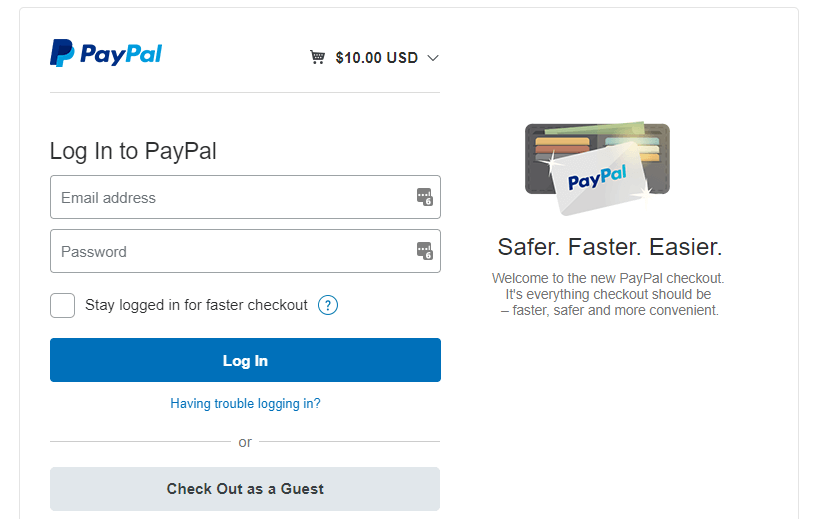 PayPal
$10.00 USD
Log In to PayPal
Email address
6
Password
6
Stay logged in for faster checkout ?
Log In
Having trouble logging in?
or
Check Out as a Guest
PayPal
Safer. Faster. Easier.
Welcome to the new PayPal checkout.
It's everything checkout should be
– faster, safer and more convenient.